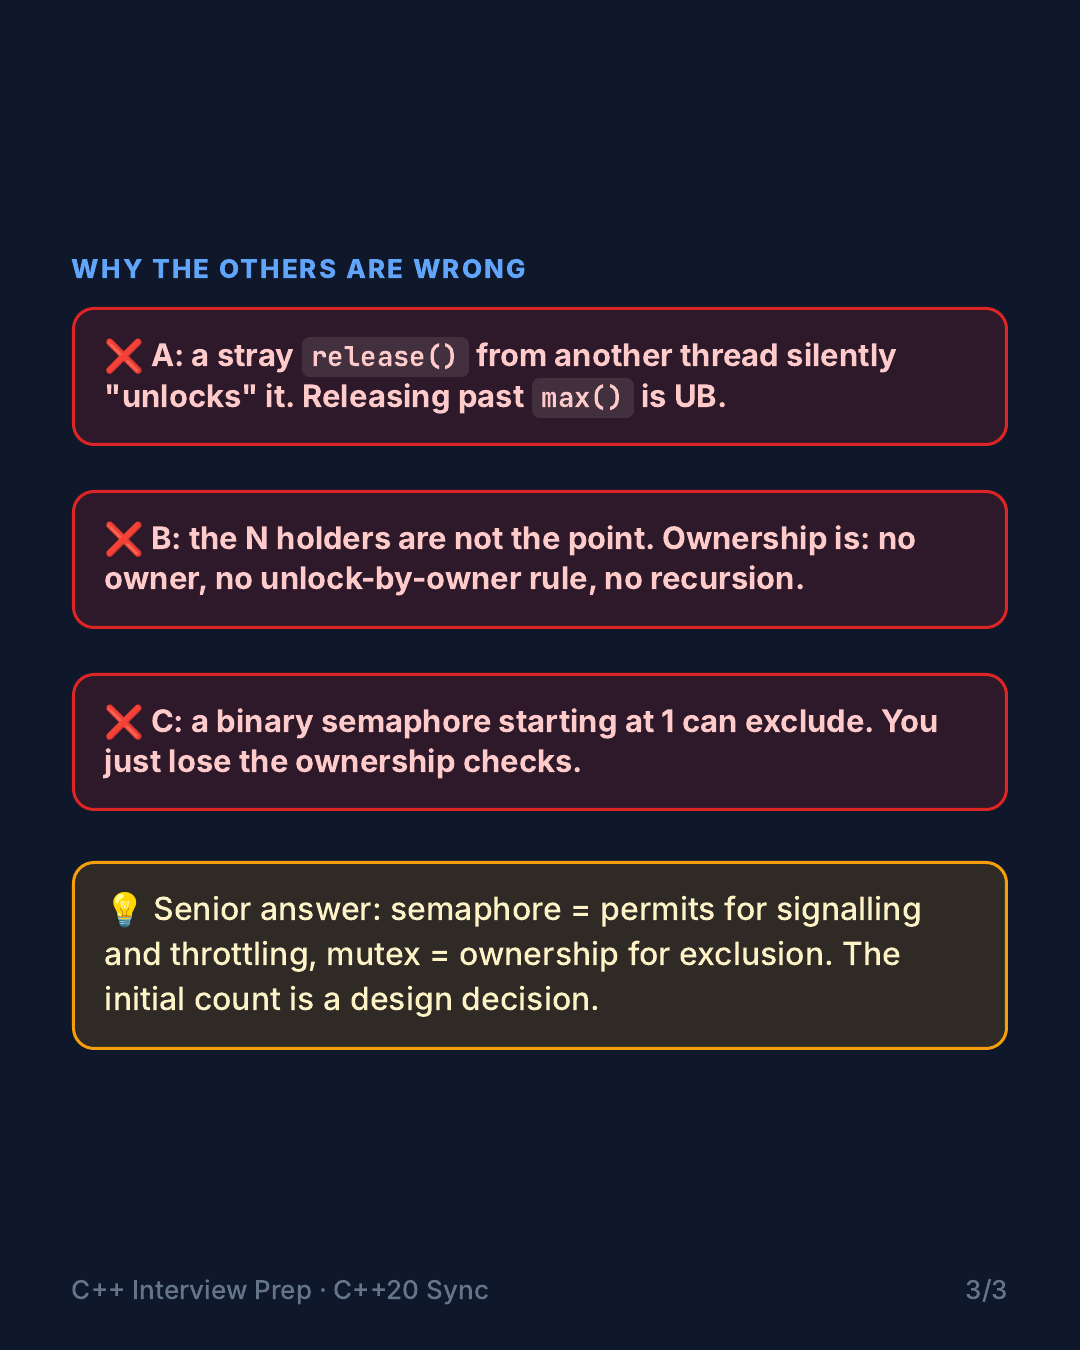 WHY THE OTHERS ARE WRONG
❌ A: a stray release() from another thread silently
"unlocks" it. Releasing past max() is UB.
❌ B: the N holders are not the point. Ownership is: no
owner, no unlock-by-owner rule, no recursion.
❌ C: a binary semaphore starting at 1 can exclude. You
just lose the ownership checks.
💡 Senior answer: semaphore = permits for signalling
and throttling, mutex = ownership for exclusion. The
initial count is a design decision.
C++ Interview Prep · C++20 Sync
3/3